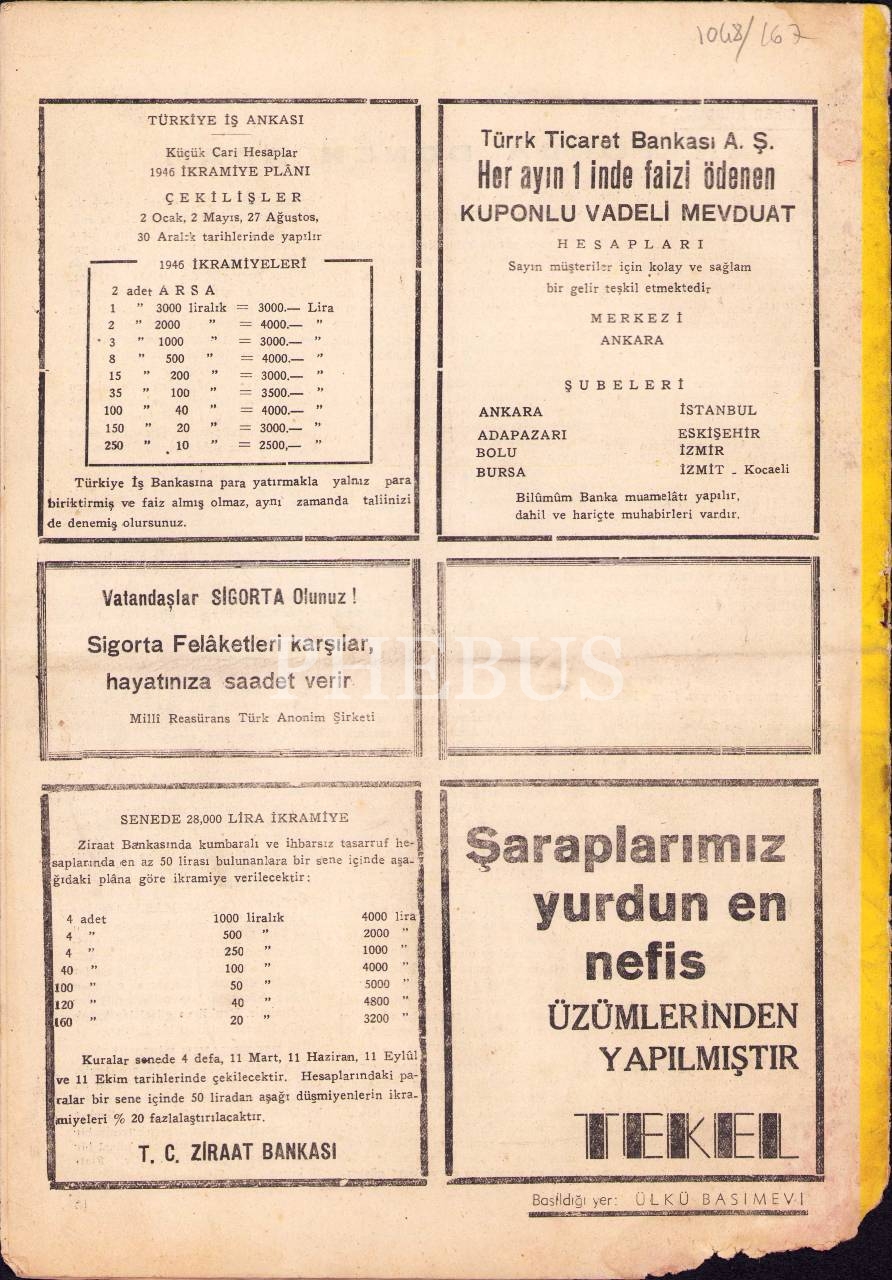 1048/167
TÜRKİYE İŞ ANKASI
Küçük Cari Hesaplar
1946 İKRAMİYE PLÂNI
ÇEKİLİŞLER
2 Ocak, 2 Mayıs, 27 Ağustos,
30 Aralık tarihlerinde yapılır
1946 İKRAMİYELERİ
2 adet ARSA
1 " 3000 liralık = 3000.— Lira
2 " 2000 " = 4000.— "
3 " 1000 " = 3000.— "
8 " 500 " = 4000.— "
15 " 200 " = 3000.— "
35 " 100 " = 3500.— "
100 " 40 " = 4000.— "
150 " 20 " = 3000.— "
250 " 10 " = 2500,— "
Türkiye İş Bankasına para yatırmakla yalnız para
biriktirmiş ve faiz almış olmaz, aynı zamanda taliinizi
de denemiş olursunuz.
Türrk Ticaret Bankası A. Ş.
Her ayın 1 inde faizi ödenen
KUPONLU VADELİ MEVDUAT
HESAPLARI
Sayın müşteriler için kolay ve sağlam
bir gelir teşkil etmektedir
MERKEZİ
ANKARA
ŞUBELERİ
ANKARA İSTANBUL
ADAPAZARI ESKİŞEHİR
BOLU İZMİR
BURSA İZMİT - Kocaeli
Bilûmûm Banka muamelâtı yapılır,
dahil ve hariçte muhabirleri vardır.
Vatandaşlar SİGORTA Olunuz !
Sigorta Felâketleri karşılar,
hayatınıza saadet verir
Millî Reasürans Türk Anonim Şirketi
PHEBUS
SENEDE 28,000 LİRA İKRAMİYE
Ziraat Bankasında kumbaralı ve ihbarsız tasarruf he-
saplarında en az 50 lirası bulunanlara bir sene içinde aşa-
ğıdaki plâna göre ikramiye verilecektir:
4 adet 1000 liralık 4000 lira
4 " 500 " 2000 "
4 " 250 " 1000 "
40 " 100 " 4000 "
100 " 50 " 5000 "
120 " 40 " 4800 "
160 " 20 " 3200 "
Kuralar senede 4 defa, 11 Mart, 11 Haziran, 11 Eylûl
ve 11 Ekim tarihlerinde çekilecektir. Hesaplarındaki pa-
ralar bir sene içinde 50 liradan aşağı düşmiyenlerin ikra-
miyeleri % 20 fazlalaştırılacaktır.
T. C. ZİRAAT BANKASI
Şaraplarımız
yurdun en
nefis
ÜZÜMLERİNDEN
YAPILMIŞTIR
TEKEL
Basıldığı yer: ÜLKÜ BASIMEVİ